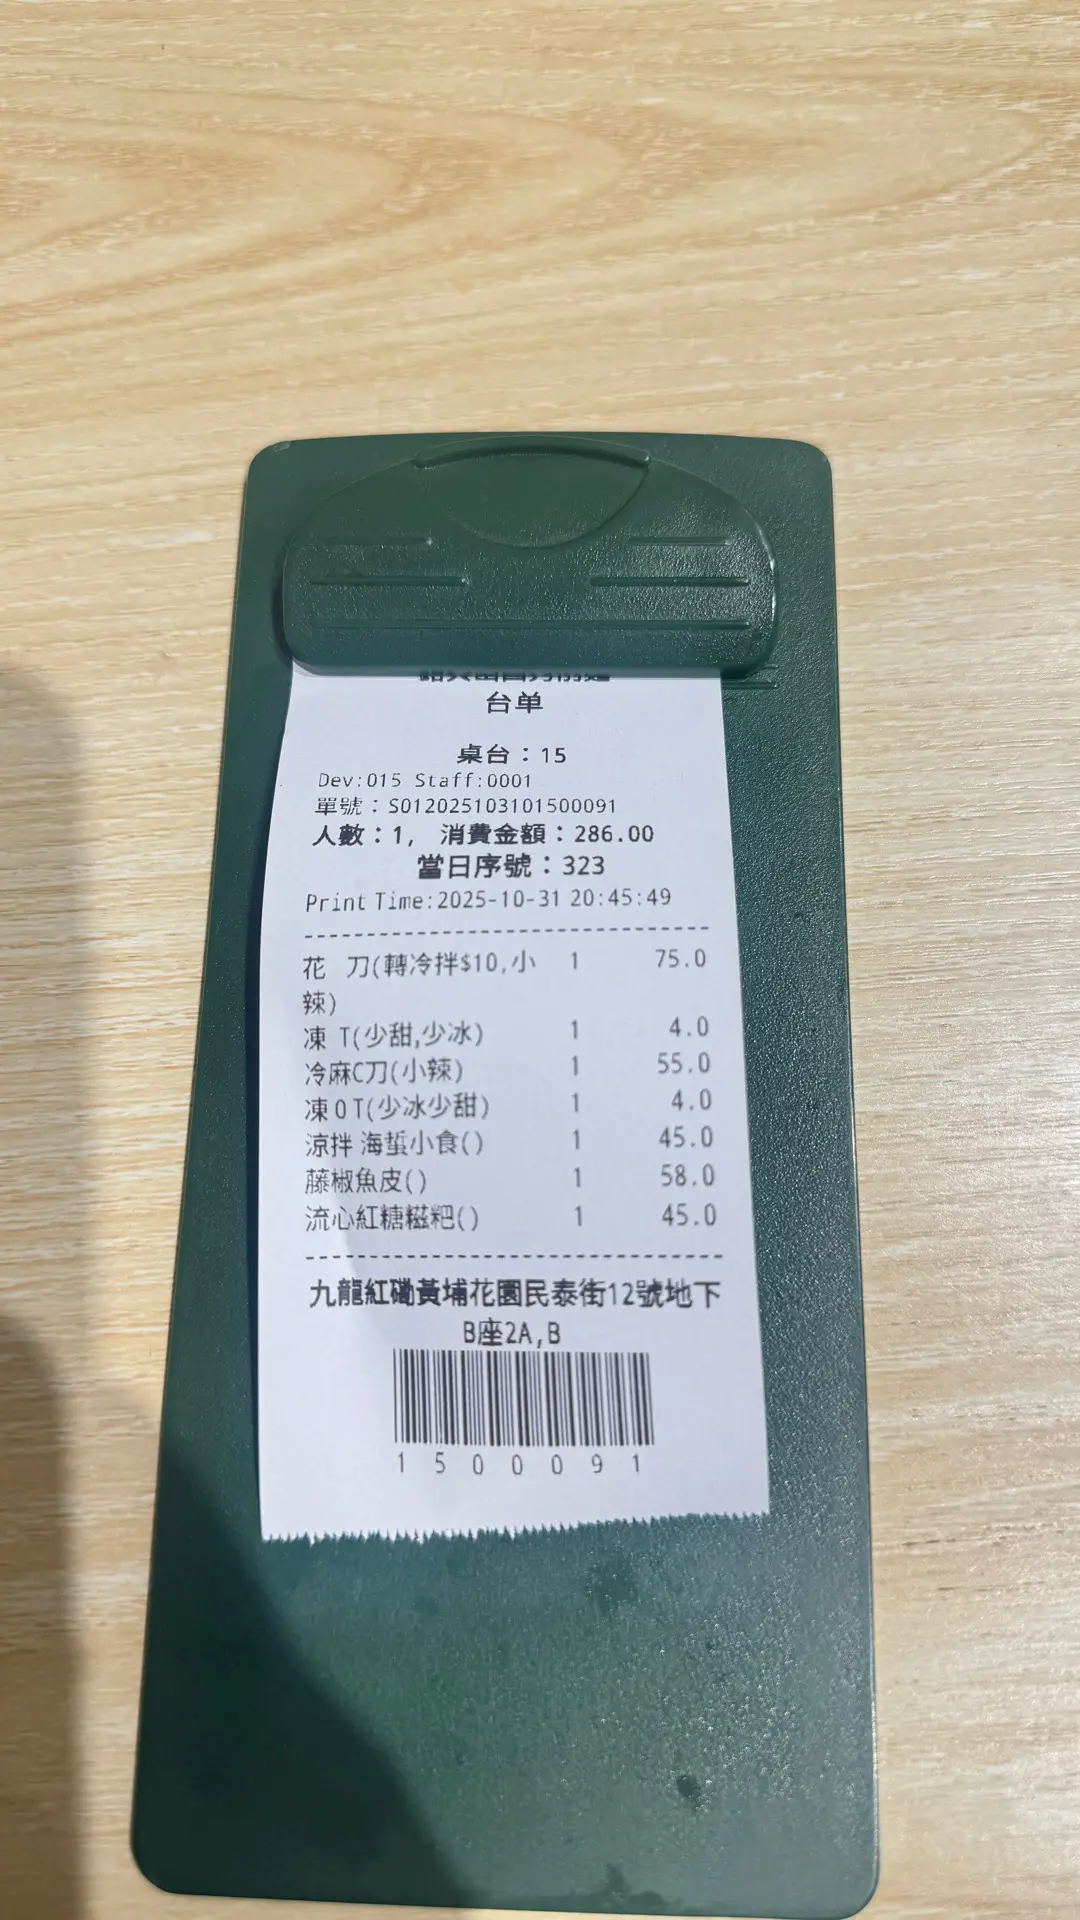 台单
桌台：15
Dev:015 Staff:0001
單號：S012025103101500091
人數：1， 消費金額：286.00
當日序號：323
Print Time:2025-10-31 20:45:49
花 刀(轉冷拌$10,小 1 75.0
辣)
凍 T(少甜,少冰) 1 4.0
冷麻C刀(小辣) 1 55.0
凍0T(少冰少甜) 1 4.0
涼拌 海蜇小食() 1 45.0
藤椒魚皮() 1 58.0
流心紅糖糍粑() 1 45.0
九龍紅磡黃埔花園民泰街12號地下
B座2A,B
1500091